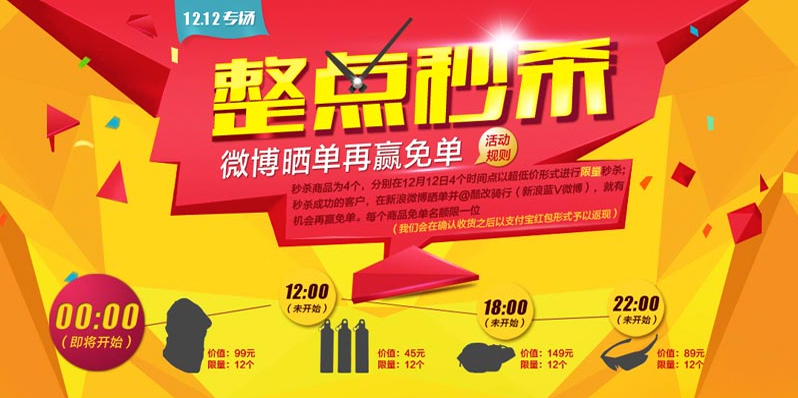 12.12专场
整点秒杀
微博晒单再赢免单
活动
规则
秒杀商品为4个，分别在12月12日4个时间点以超低价形式进行限量秒杀；
秒杀成功的客户，在新浪微博晒单并@酷改骑行（新浪蓝V微博），就有
机会再赢免单。每个商品免单名额限一位
（我们会在确认收货之后以支付宝红包形式予以返现）
00:00
（即将开始）
价值：99元
限量：12个
12:00
（未开始）
价值：45元
限量：12个
18:00
（未开始）
价值：149元
限量：12个
22:00
（未开始）
价值：89元
限量：12个